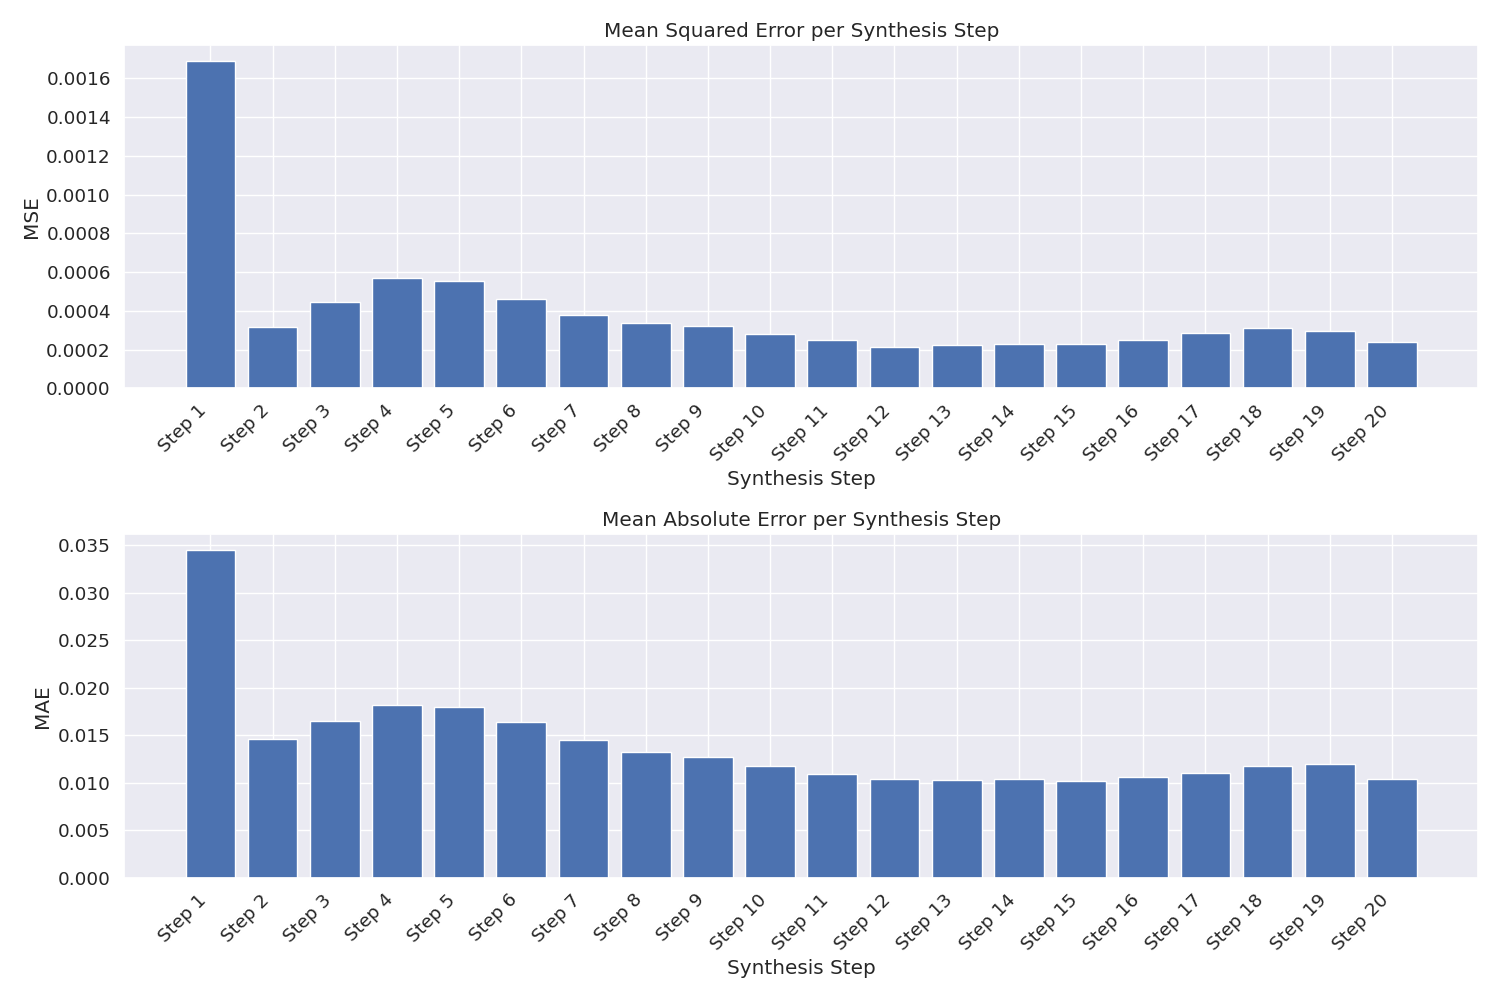 Mean Squared Error per Synthesis Step
MSE
0.0016
0.0014
0.0012
0.0010
0.0008
0.0006
0.0004
0.0002
0.0000
Step 1
Step 2
Step 3
Step 4
Step 5
Step 6
Step 7
Step 8
Step 9
Step 10
Step 11
Step 12
Step 13
Step 14
Step 15
Step 16
Step 17
Step 18
Step 19
Step 20
Synthesis Step
Mean Absolute Error per Synthesis Step
MAE
0.035
0.030
0.025
0.020
0.015
0.010
0.005
0.000
Step 1
Step 2
Step 3
Step 4
Step 5
Step 6
Step 7
Step 8
Step 9
Step 10
Step 11
Step 12
Step 13
Step 14
Step 15
Step 16
Step 17
Step 18
Step 19
Step 20
Synthesis Step